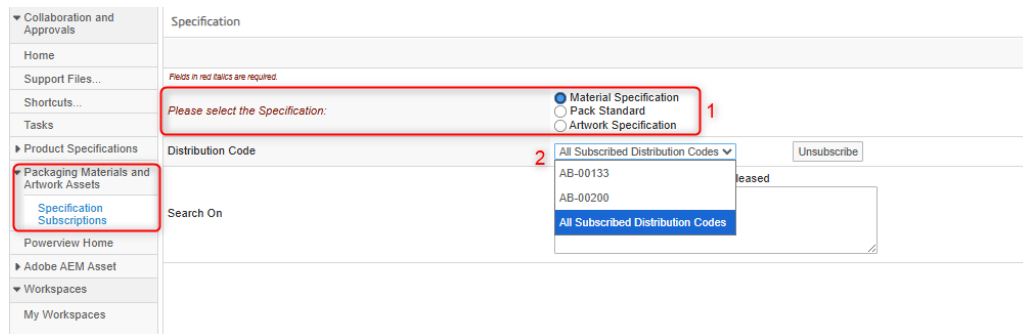 Collaboration and
Approvals
Home
Support Files...
Shortcuts...
Tasks
Product Specifications
Packaging Materials and
Artwork Assets
Specification
Subscriptions
Powerview Home
Adobe AEM Asset
Workspaces
My Workspaces
Specification
Fields in red italics are required.
Please select the Specification:
Material Specification
Pack Standard
Artwork Specification
1
Distribution Code
2
All Subscribed Distribution Codes
Unsubscribe
AB-00133
AB-00200
All Subscribed Distribution Codes
leased
Search On